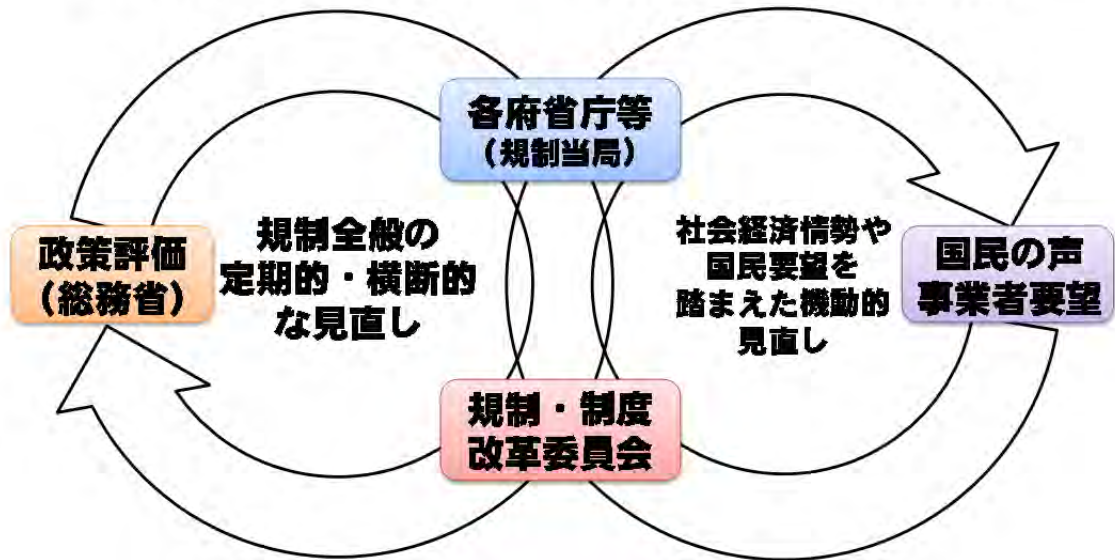 各府省庁等
（規制当局）
政策評価
（総務省）
規制全般の
定期的・横断的
な見直し
社会経済情勢や
国民要望を
踏まえた機動的
見直し
国民の声
事業者要望
規制・制度
改革委員会